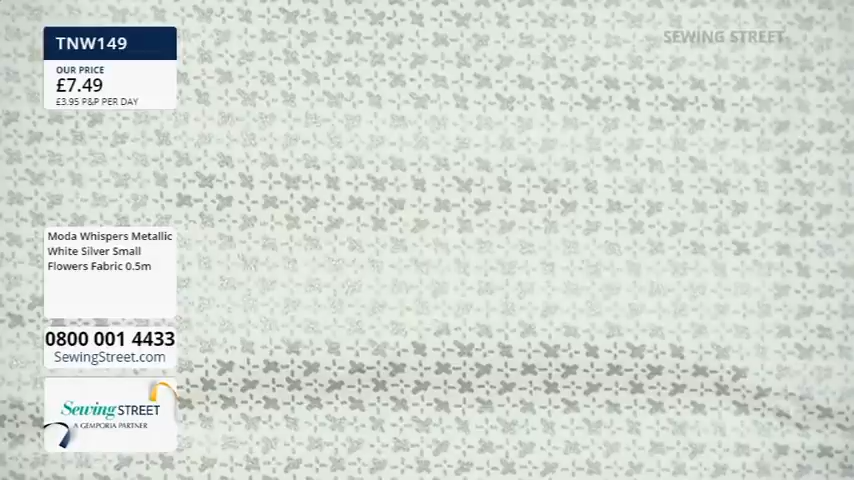 TNW149
SEWING STREET
OUR PRICE
£7.49
£3.95 P&P PER DAY
Moda Whispers Metallic
White Silver Small
Flowers Fabric 0.5m
0800 001 4433
SewingStreet.com
Sewing STREET
A GEMPORIA PARTNER